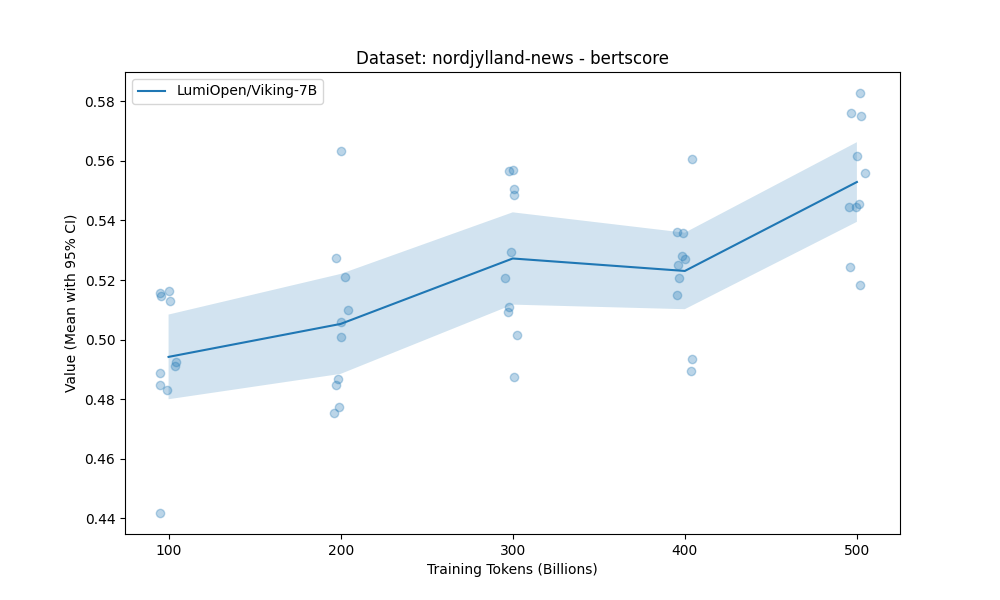 Dataset: nordjylland-news - bertscore
LumiOpen/Viking-7B
Value (Mean with 95% CI)
0.58
0.56
0.54
0.52
0.50
0.48
0.46
0.44
100 200 300 400 500
Training Tokens (Billions)